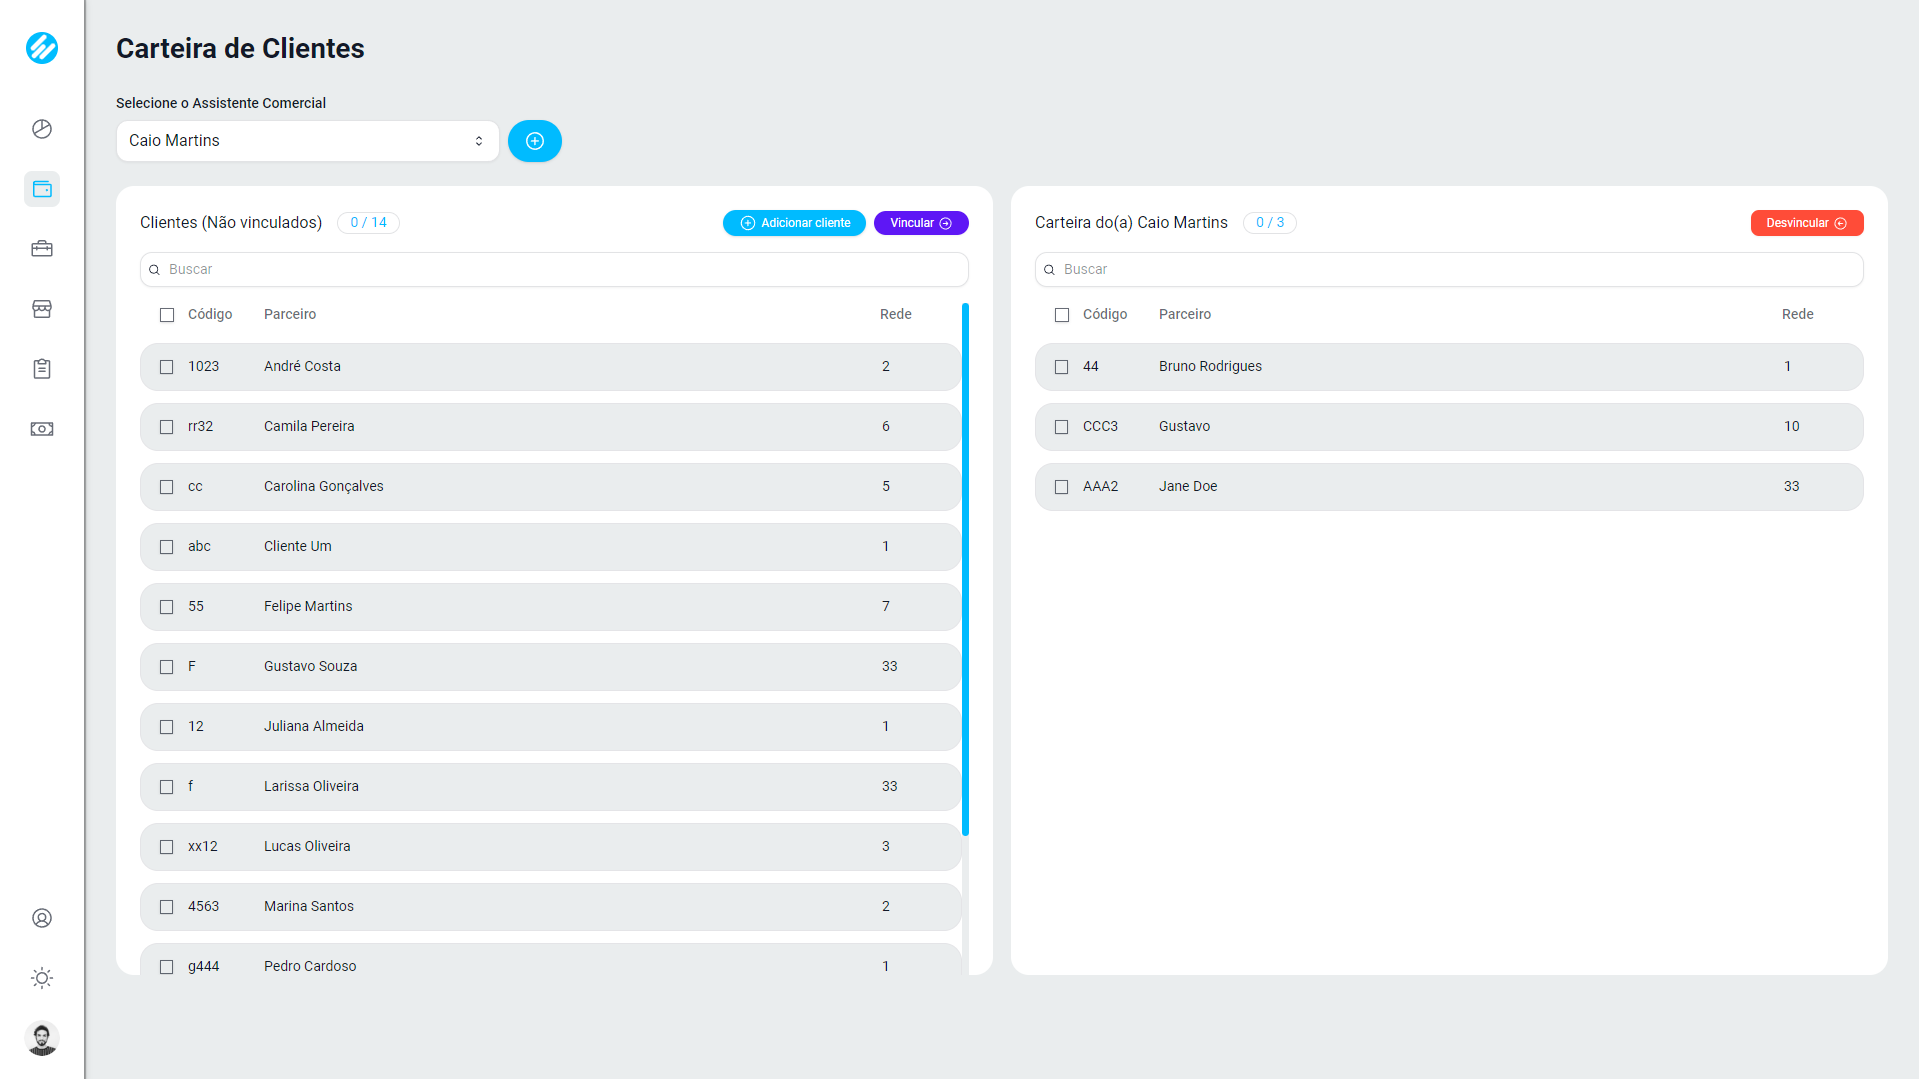 Carteira de Clientes
Selecione o Assistente Comercial
Caio Martins
Clientes (Não vinculados) 0 / 14 Adicionar cliente Vincular
Buscar
Código Parceiro Rede
1023 André Costa 2
rr32 Camila Pereira 6
cc Carolina Gonçalves 5
abc Cliente Um 1
55 Felipe Martins 7
F Gustavo Souza 33
12 Juliana Almeida 1
f Larissa Oliveira 33
xx12 Lucas Oliveira 3
4563 Marina Santos 2
g444 Pedro Cardoso 1
Carteira do(a) Caio Martins 0 / 3 Desvincular
Buscar
Código Parceiro Rede
44 Bruno Rodrigues 1
CCC3 Gustavo 10
AAA2 Jane Doe 33